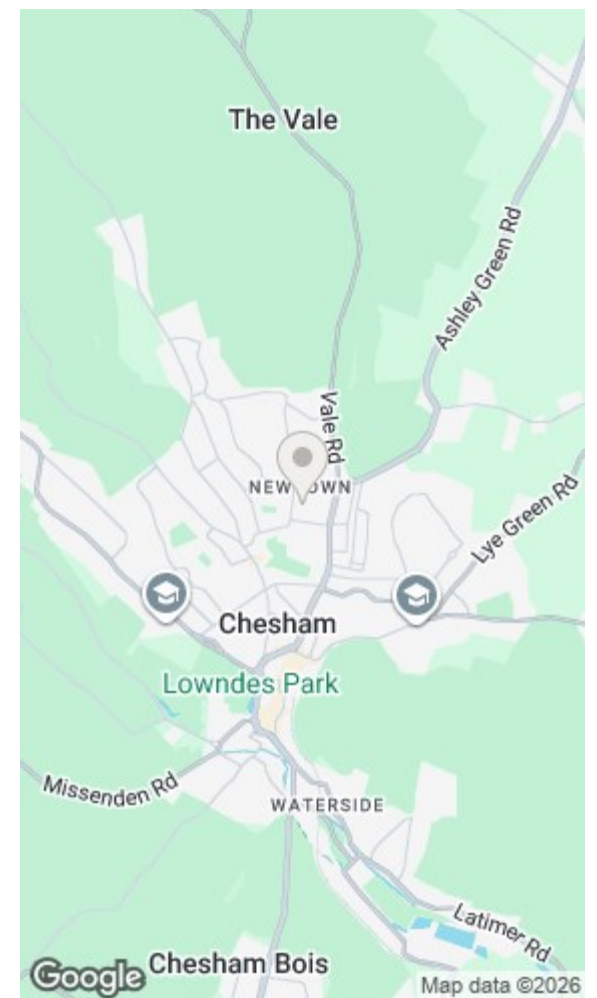 The Vale
Ashley Green Rd
Vale Rd
NEWTOWN
Lye Green Rd
Chesham
Lowndes Park
Missenden Rd
WATERSIDE
Latimer Rd
Chesham Bois
Google
Map data ©2026